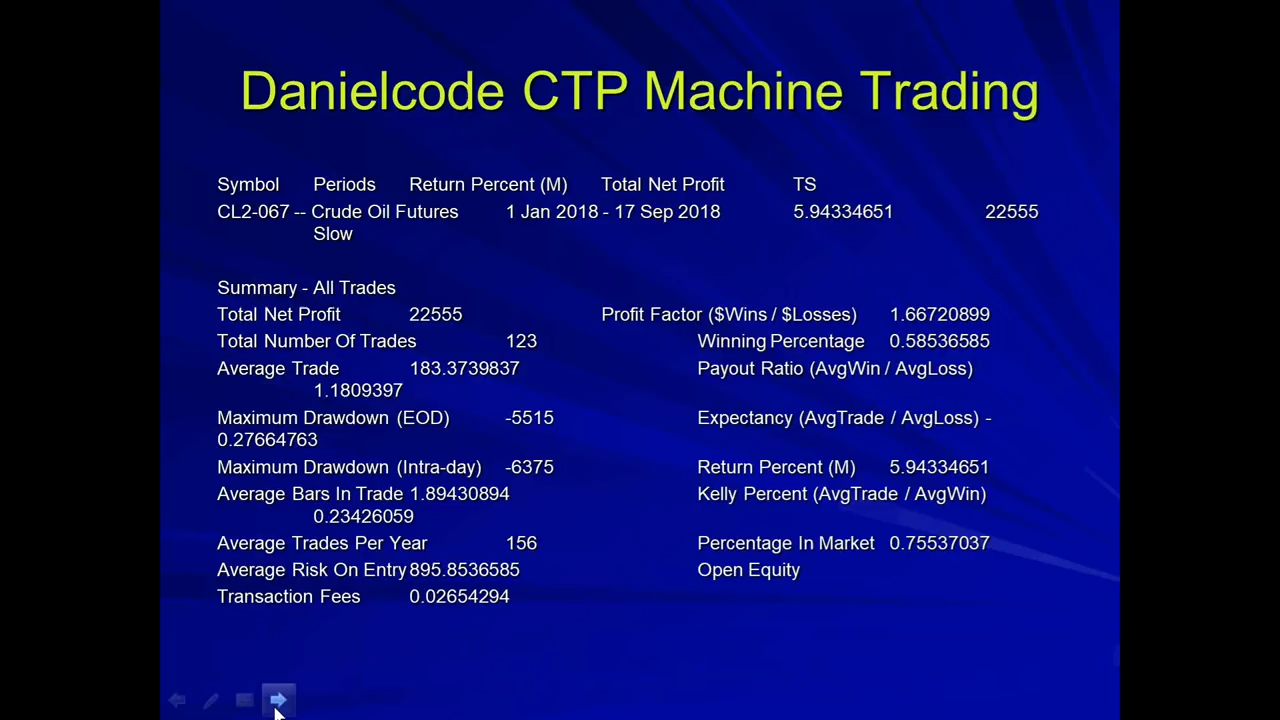 Danielcode CTP Machine Trading
Symbol Periods Return Percent (M) Total Net Profit TS
CL2-067 -- Crude Oil Futures 1 Jan 2018 - 17 Sep 2018 5.94334651 22555
Slow
Summary - All Trades
Total Net Profit 22555 Profit Factor ($Wins / $Losses) 1.66720899
Total Number Of Trades 123 Winning Percentage 0.58536585
Average Trade 183.3739837 Payout Ratio (AvgWin / AvgLoss)
1.1809397
Maximum Drawdown (EOD) -5515 Expectancy (AvgTrade / AvgLoss) -
0.27664763
Maximum Drawdown (Intra-day) -6375 Return Percent (M) 5.94334651
Average Bars In Trade 1.89430894 Kelly Percent (AvgTrade / AvgWin)
0.23426059
Average Trades Per Year 156 Percentage In Market 0.75537037
Average Risk On Entry 895.8536585 Open Equity
Transaction Fees 0.02654294